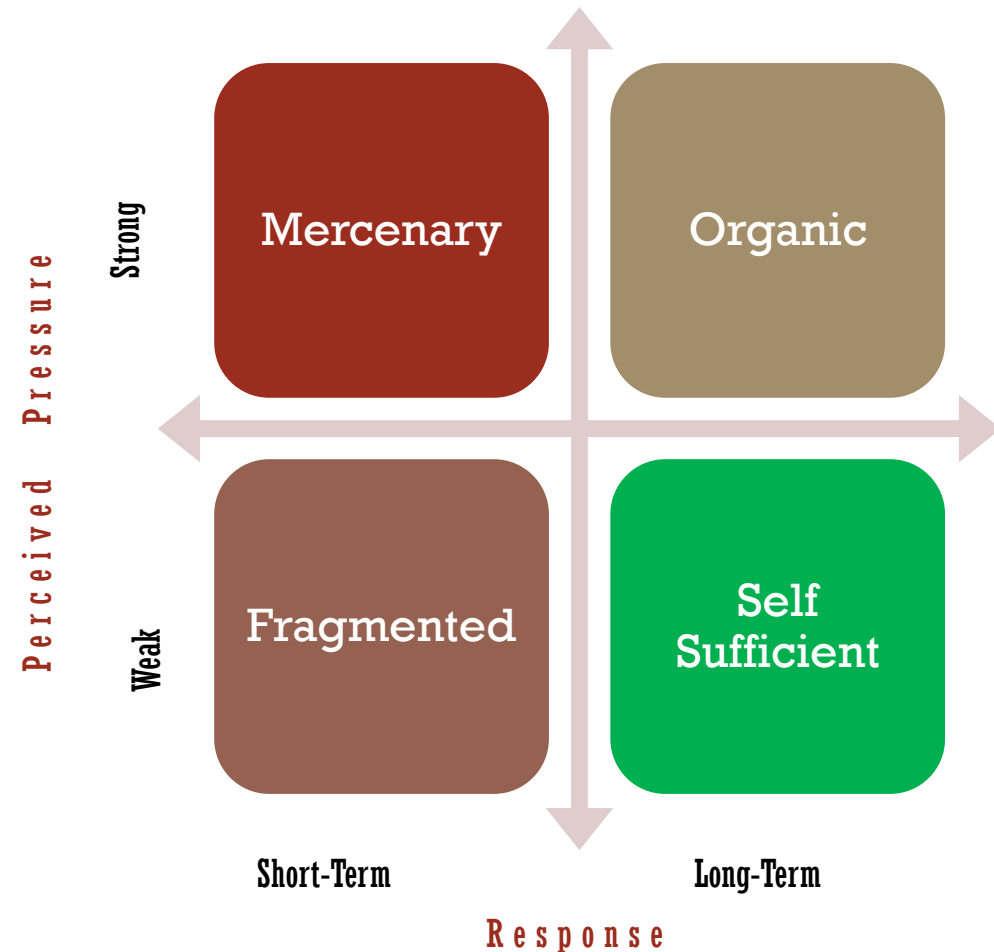 Perceived Pressure
Strong
Weak
Mercenary
Organic
Fragmented
Self
Sufficient
Short-Term
Long-Term
Response